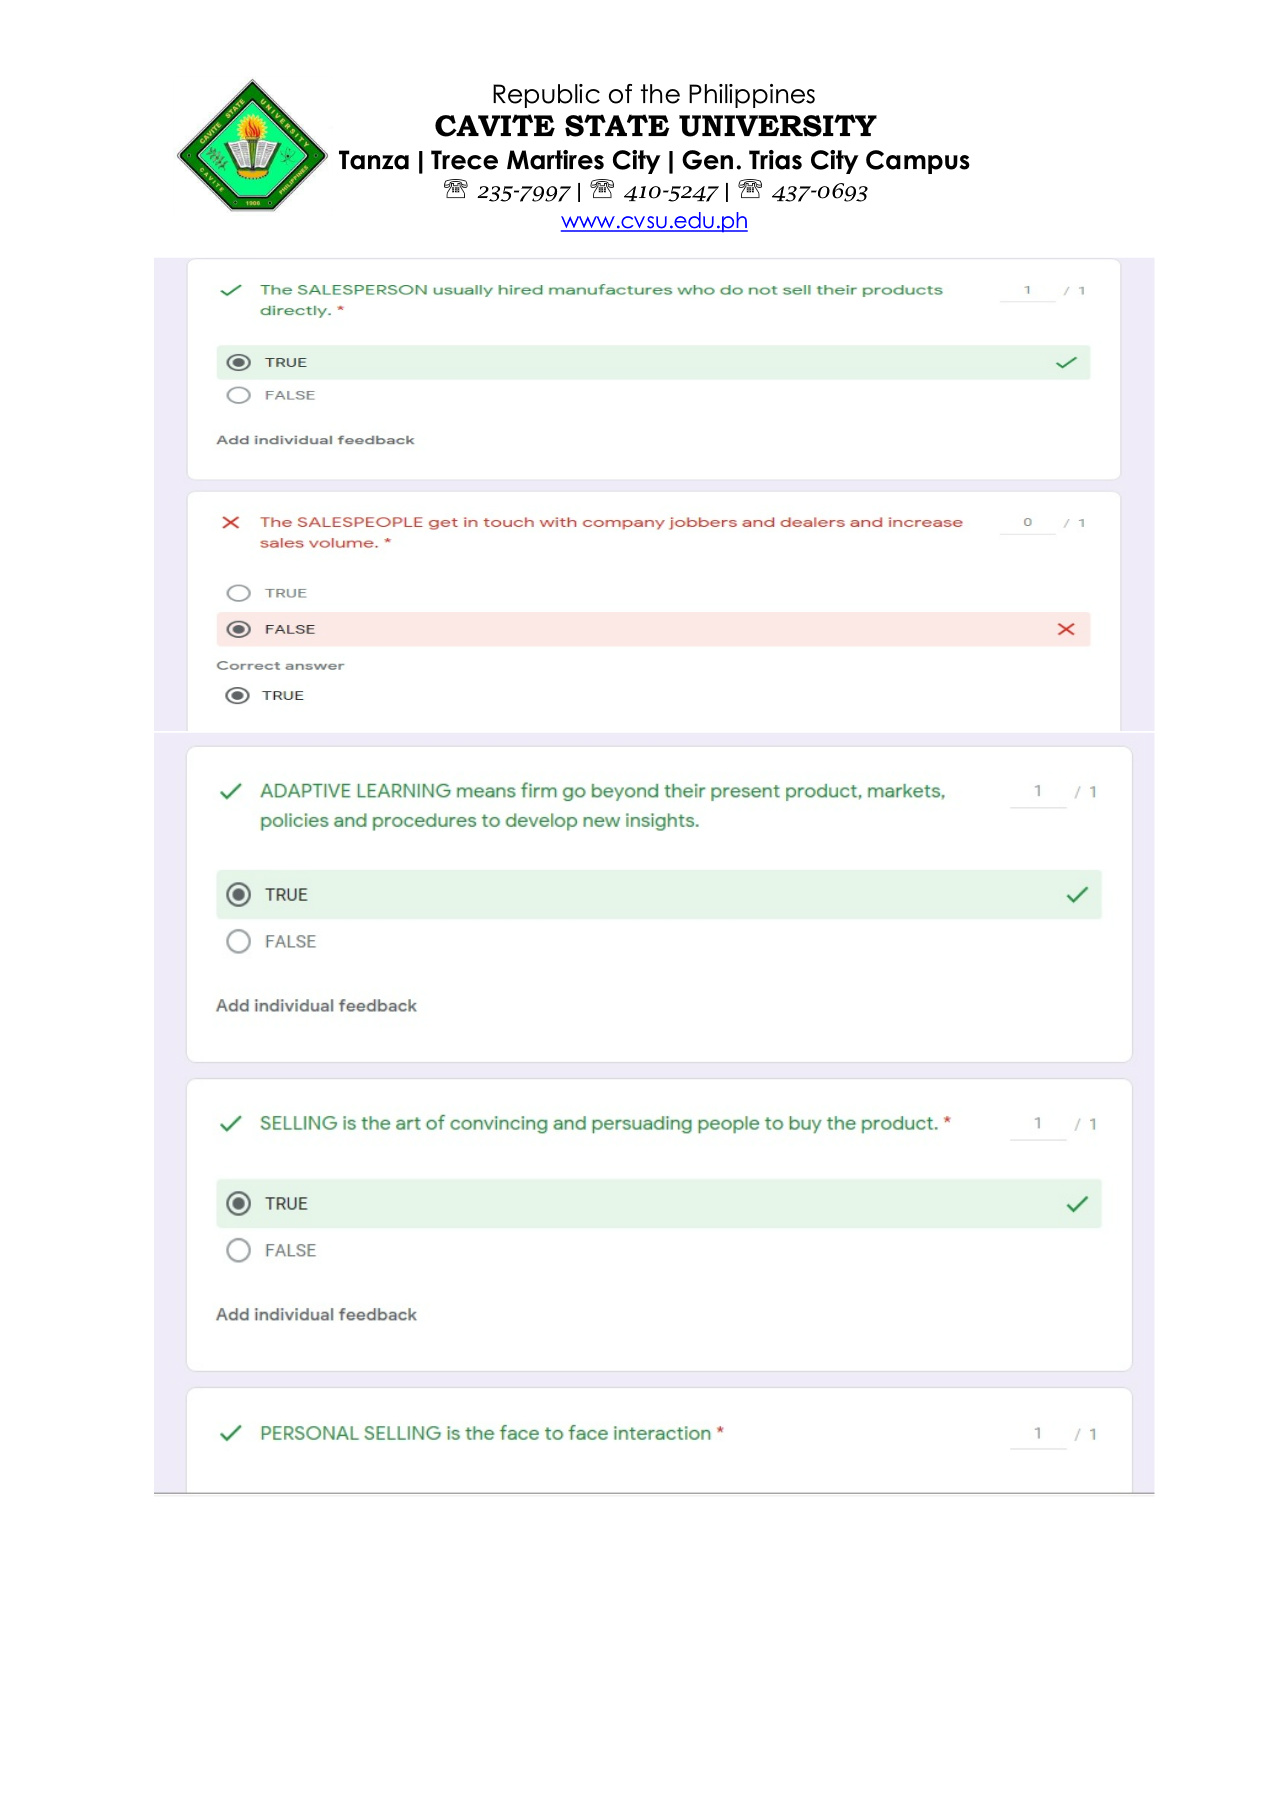 CAVITE STATE UNIVERSITY
CAVITE PHILIPPINES
1906
Republic of the Philippines
CAVITE STATE UNIVERSITY
Tanza | Trece Martires City | Gen. Trias City Campus
☏ 235-7997 | ☏ 410-5247 | ☏ 437-0693
www.cvsu.edu.ph
The SALESPERSON usually hired manufactures who do not sell their products 1 / 1
directly. *
TRUE
FALSE
Add individual feedback
The SALESPEOPLE get in touch with company jobbers and dealers and increase 0 / 1
sales volume. *
TRUE
FALSE
Correct answer
TRUE
ADAPTIVE LEARNING means firm go beyond their present product, markets, 1 / 1
policies and procedures to develop new insights.
TRUE
FALSE
Add individual feedback
SELLING is the art of convincing and persuading people to buy the product. * 1 / 1
TRUE
FALSE
Add individual feedback
PERSONAL SELLING is the face to face interaction * 1 / 1